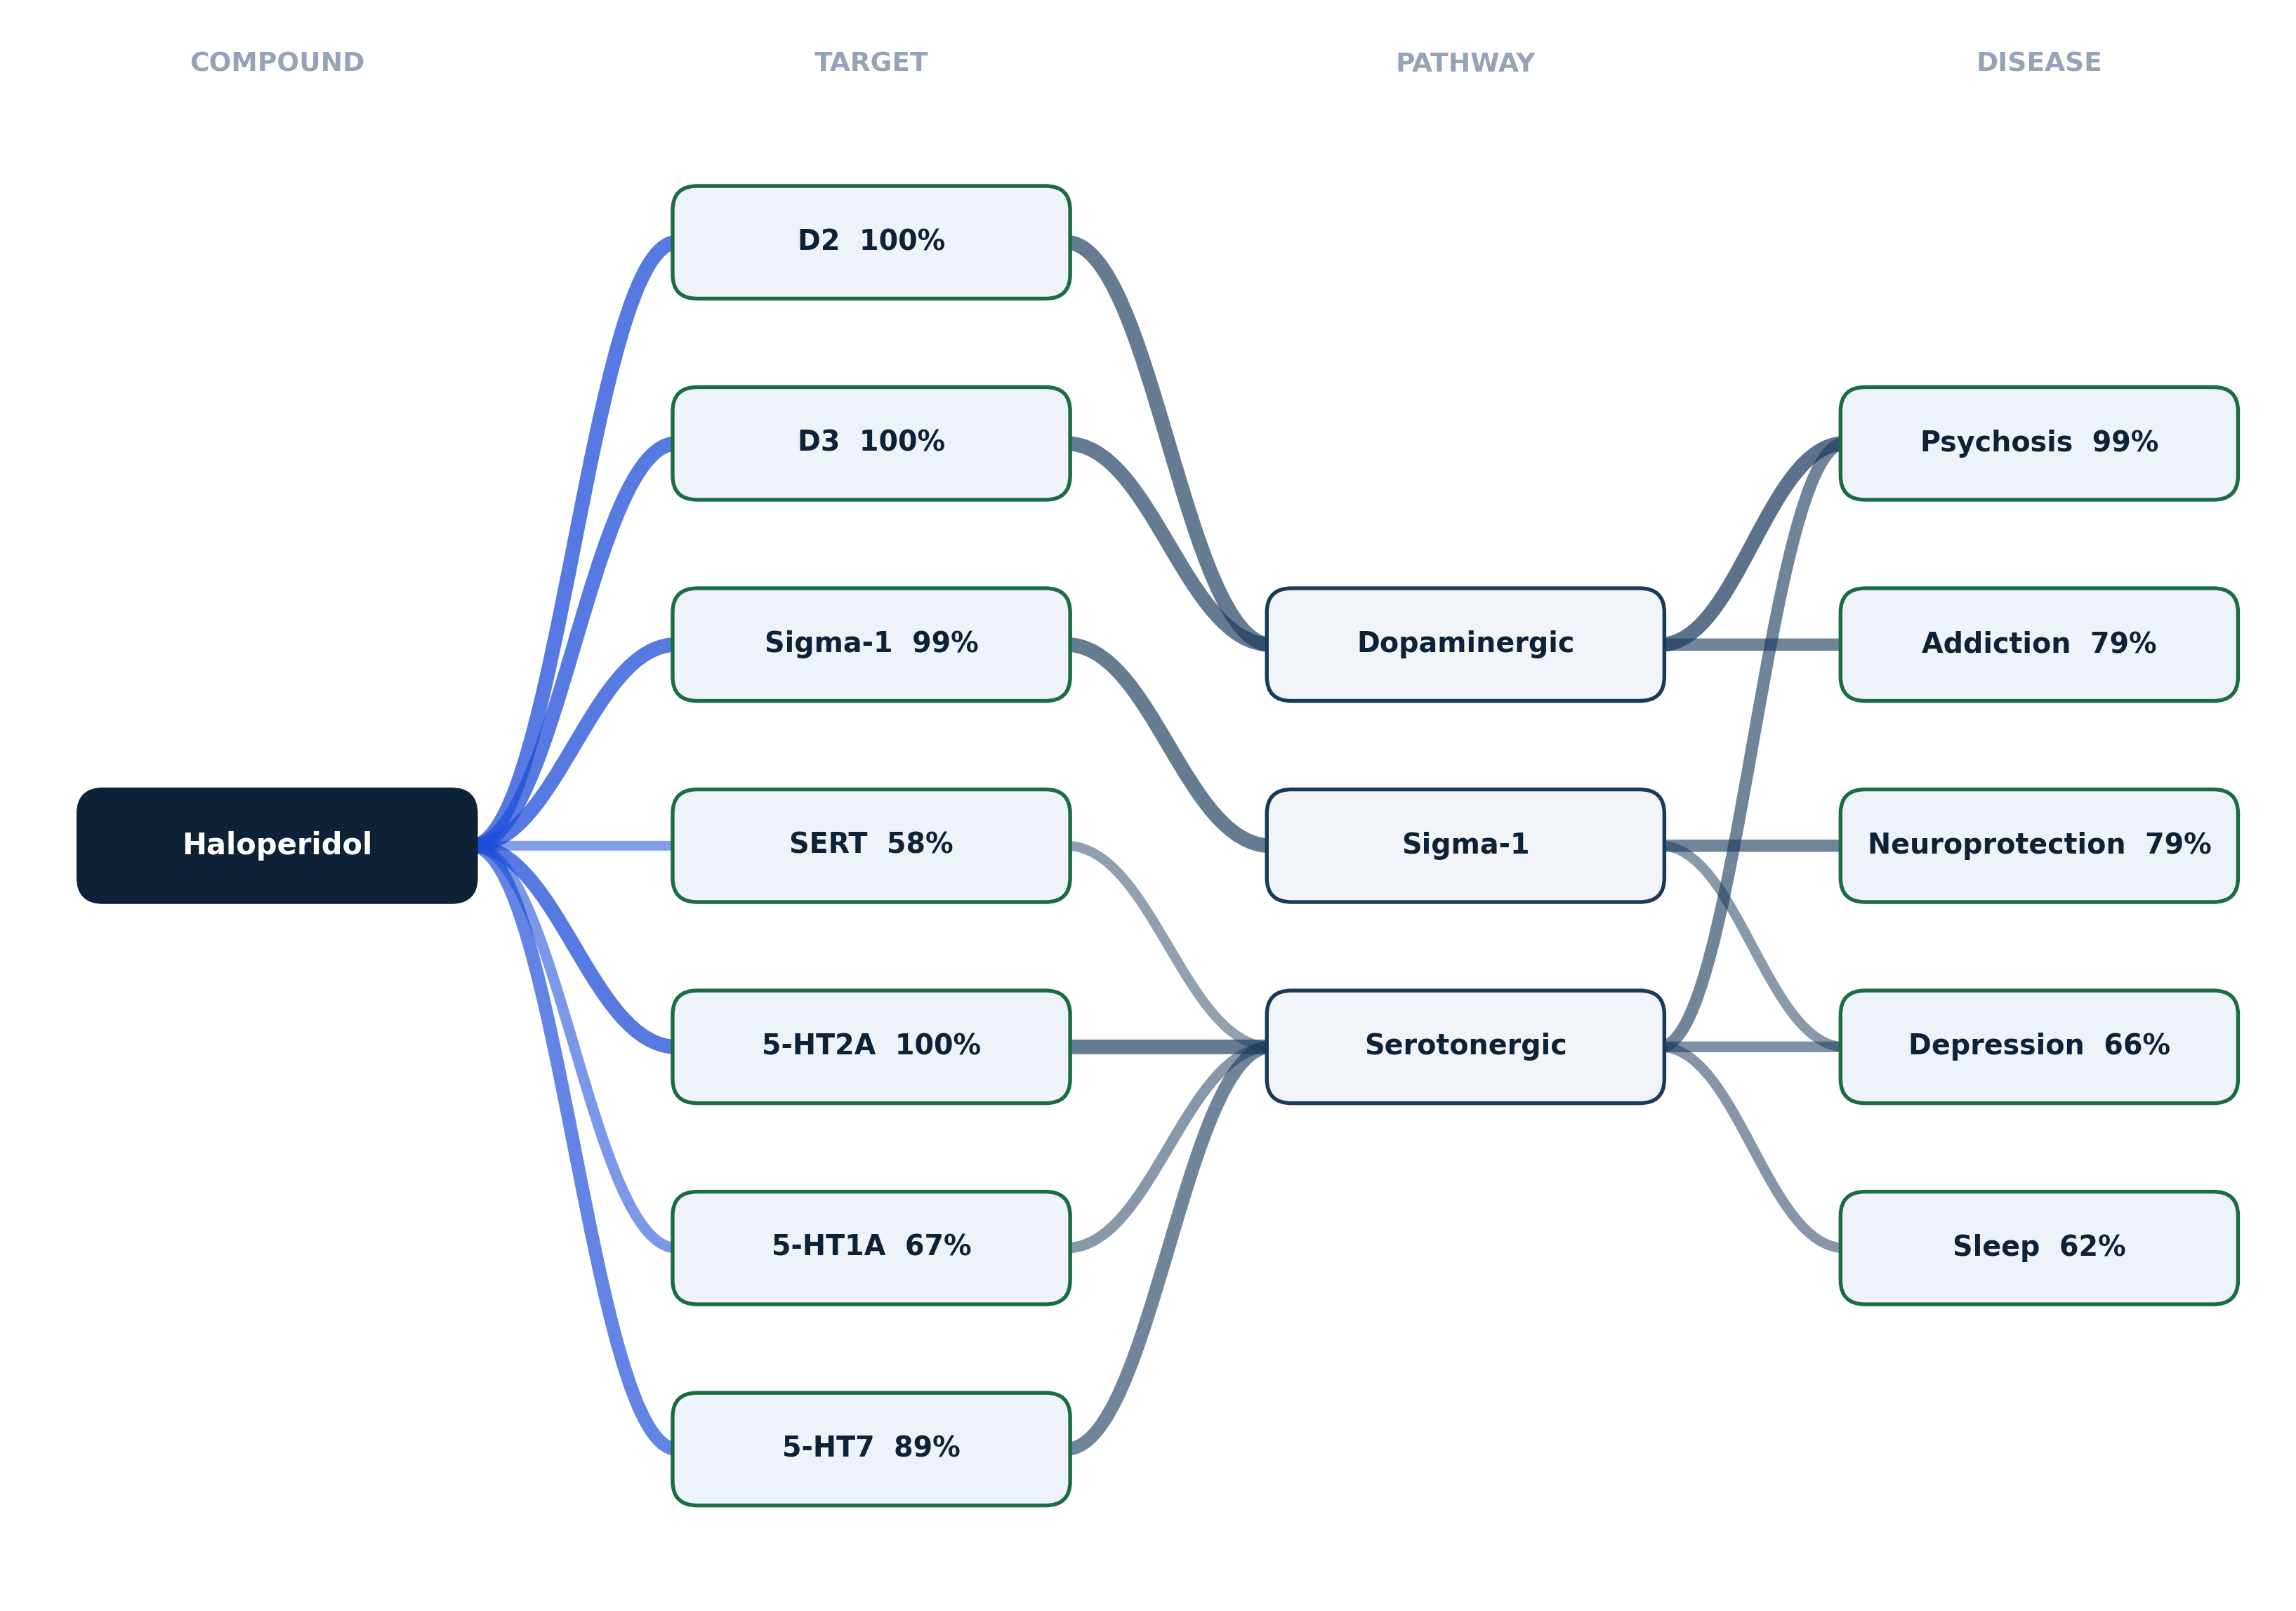 COMPOUND
TARGET
PATHWAY
DISEASE
Haloperidol
D2  100%
D3  100%
Sigma-1  99%
SERT  58%
5-HT2A  100%
5-HT1A  67%
5-HT7  89%
Dopaminergic
Sigma-1
Serotonergic
Psychosis  99%
Addiction  79%
Neuroprotection  79%
Depression  66%
Sleep  62%